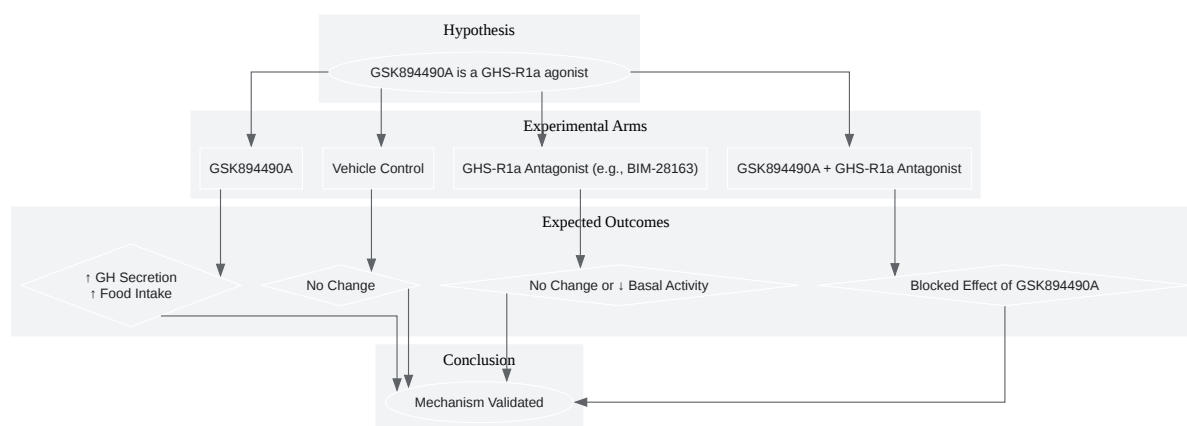 Hypothesis
GSK894490A is a GHS-R1a agonist
Experimental Arms
GSK894490A
Vehicle Control
GHS-R1a Antagonist (e.g., BIM-28163)
GSK894490A + GHS-R1a Antagonist
Expected Outcomes
↑ GH Secretion
↑ Food Intake
No Change
No Change or ↓ Basal Activity
Blocked Effect of GSK894490A
Conclusion
Mechanism Validated